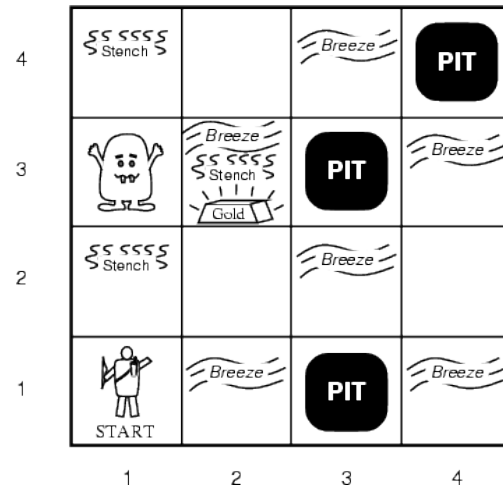 4
Stench
Breeze
PIT
3
Breeze
Stench
Gold
PIT
Breeze
2
Stench
Breeze
1
START
Breeze
PIT
Breeze
1 2 3 4